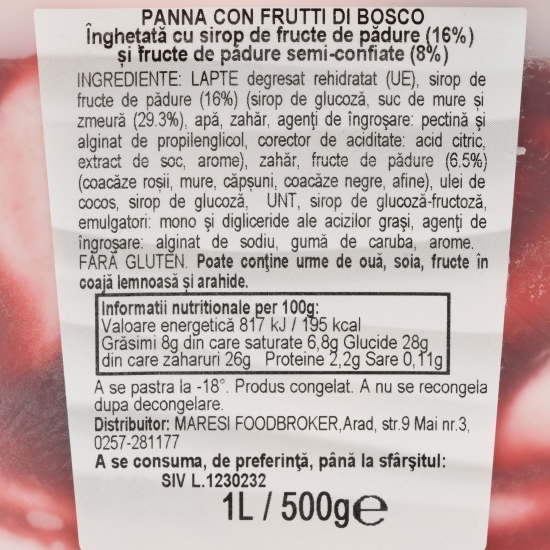 PANNA CON FRUTTI DI BOSCO
Înghețată cu sirop de fructe de pădure (16%)
și fructe de pădure semi-confiate (8%)
INGREDIENTE: LAPTE degresat rehidratat (UE), sirop de
fructe de pădure (16%) (sirop de glucoză, suc de mure și
zmeură (29.3%), apă, zahăr, agenți de îngroșare: pectină și
alginat de propilenglicol, corector de aciditate: acid citric,
extract de soc, arome), zahăr, fructe de pădure (6.5%)
(coacăze roșii, mure, căpșuni, coacăze negre, afine), ulei de
cocos, sirop de glucoză, UNT, sirop de glucoză-fructoză,
emulgatori: mono și digliceride ale acizilor grași, agenți de
îngroșare: alginat de sodiu, gumă de caruba, arome.
FĂRĂ GLUTEN. Poate conține urme de ouă, soia, fructe în
coajă lemnoasă și arahide.
Informatii nutritionale per 100g:
Valoare energetică 817 kJ / 195 kcal
Grăsimi 8g din care saturate 6,8g Glucide 28g
din care zaharuri 26g Proteine 2,2g Sare 0,11g
A se pastra la -18°. Produs congelat. A nu se recongela
dupa decongelare.
Distribuitor: MARESI FOODBROKER,Arad, str.9 Mai nr.3,
0257-281177
A se consuma, de preferință, până la sfârșitul:
SIV L.1230232
1L / 500g℮